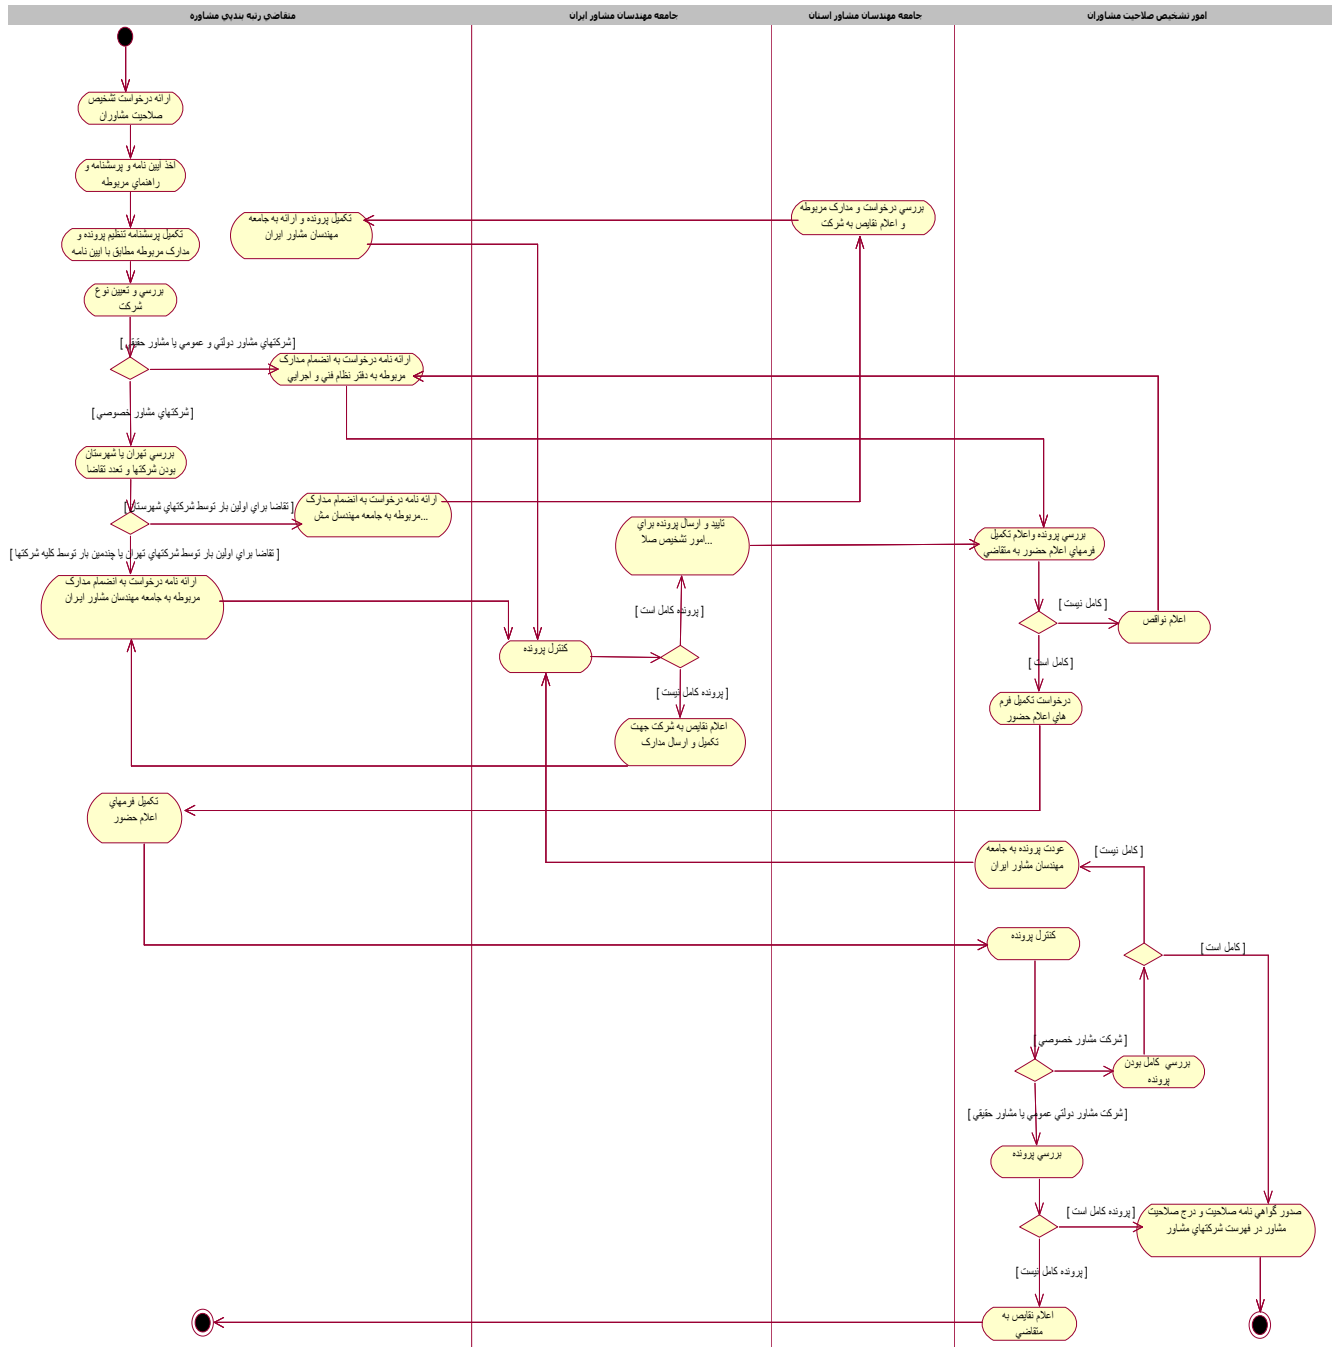 متقاضي رتبه بندي مشاوره
جامعه مهندسان مشاور ايران
جامعه مهندسان مشاور استان
امور تشخيص صلاحيت مشاوران
ارائه درخواست تشخيص
صلاحيت مشاوران
اخذ ايين نامه و پرسشنامه و
راهنماي مربوطه
تكميل پرسشنامه تنظيم پرونده و
مدارک مربوطه مطابق با ايين نامه
بررسي و تعيين نوع
شركت
[ شركتهاي مشاور دولتي و عمومي يا مشاور حقيقي ]
ارائه نامه درخواست به انضمام مدارک
مربوطه به دفتر نظام فني و اجرايي
[ شركتهاي مشاور خصوصي ]
بررسي تهران يا شهرستان
بودن شركتها و تعدد تقاضا
[ تقاضا براي اولين بار توسط شركتهاي شهرستان ]
ارائه نامه درخواست به انضمام مدارک
مربوطه به جامعه مهندسان مش...
[ تقاضا براي اولين بار توسط شركتهاي تهران يا چندمين بار توسط كليه شركتها ]
ارائه نامه درخواست به انضمام مدارک
مربوطه به جامعه مهندسان مشاور ايران
تكميل پرونده و ارائه به جامعه
مهندسان مشاور ايران
بررسي درخواست و مدارک مربوطه
و اعلام نقايص به شركت
تاييد و ارسال پرونده براي
امور تشخيص صلا...
[ پرونده كامل است ]
كنترل پرونده
[ پرونده كامل نيست ]
اعلام نقايص به شركت جهت
تكميل و ارسال مدارک
بررسي پرونده واعلام تكميل
فرمهاي اعلام حضور به متقاضي
[ كامل نيست ]
اعلام نواقص
[ كامل است ]
درخواست تكميل فرم
هاي اعلام حضور
تكميل فرمهاي
اعلام حضور
عودت پرونده به جامعه
مهندسان مشاور ايران
[ كامل نيست ]
كنترل پرونده
[ كامل است ]
[ شركت مشاور خصوصي ]
بررسي كامل بودن
پرونده
[ شركت مشاور دولتي عمومي يا مشاور حقيقي ]
بررسي پرونده
[ پرونده كامل است ]
صدور گواهي نامه صلاحيت و درج صلاحيت
مشاور در فهرست شركتهاي مشاور
[ پرونده كامل نيست ]
اعلام نقايص به
متقاضي